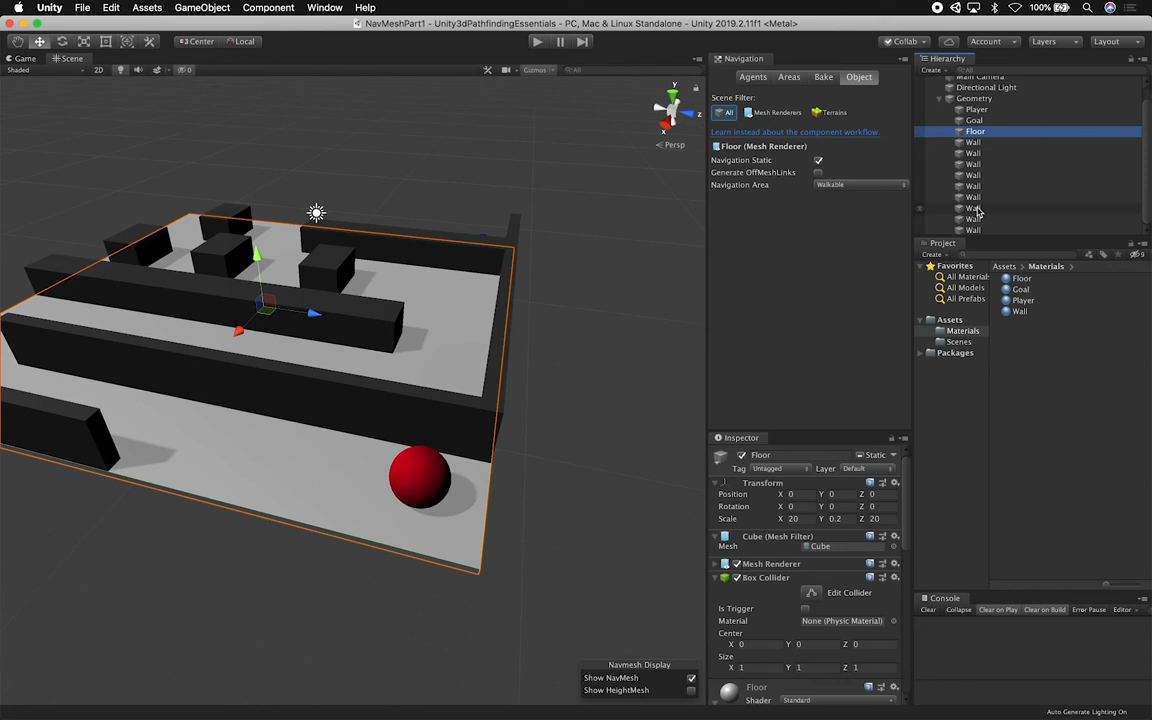 Unity File Edit Assets GameObject Component Window Help 100%
NavMeshPart1 - Unity3dPathfindingEssentials - PC, Mac & Linux Standalone - Unity 2019.2.11f1 <Metal>
Center Local Collab Account Layers Layout
Game Scene
Shaded 2D 0 Gizmos All
y
z
x
Persp
Navmesh Display
Show NavMesh
Show HeightMesh
Navigation
Agents Areas Bake Object
Scene Filter:
All Mesh Renderers Terrains
Learn instead about the component workflow.
Floor (Mesh Renderer)
Navigation Static
Generate OffMeshLinks
Navigation Area Walkable
Inspector
Floor Static
Tag Untagged Layer Default
Transform
Position X 0 Y 0 Z 0
Rotation X 0 Y 0 Z 0
Scale X 20 Y 0.2 Z 20
Cube (Mesh Filter)
Mesh Cube
Mesh Renderer
Box Collider
Edit Collider
Is Trigger
Material None (Physic Material)
Center
X 0 Y 0 Z 0
Size
X 1 Y 1 Z 1
Floor
Shader Standard
Hierarchy
Create All
Main Camera
Directional Light
Geometry
Player
Goal
Floor
Wall
Wall
Wall
Wall
Wall
Wall
Wall
Wall
Wall
Project
Create 9
Favorites
All Materials
All Models
All Prefabs
Assets
Materials
Scenes
Packages
Assets > Materials >
Floor
Goal
Player
Wall
Console
Clear Collapse Clear on Play Clear on Build Error Pause Editor
Auto Generate Lighting On